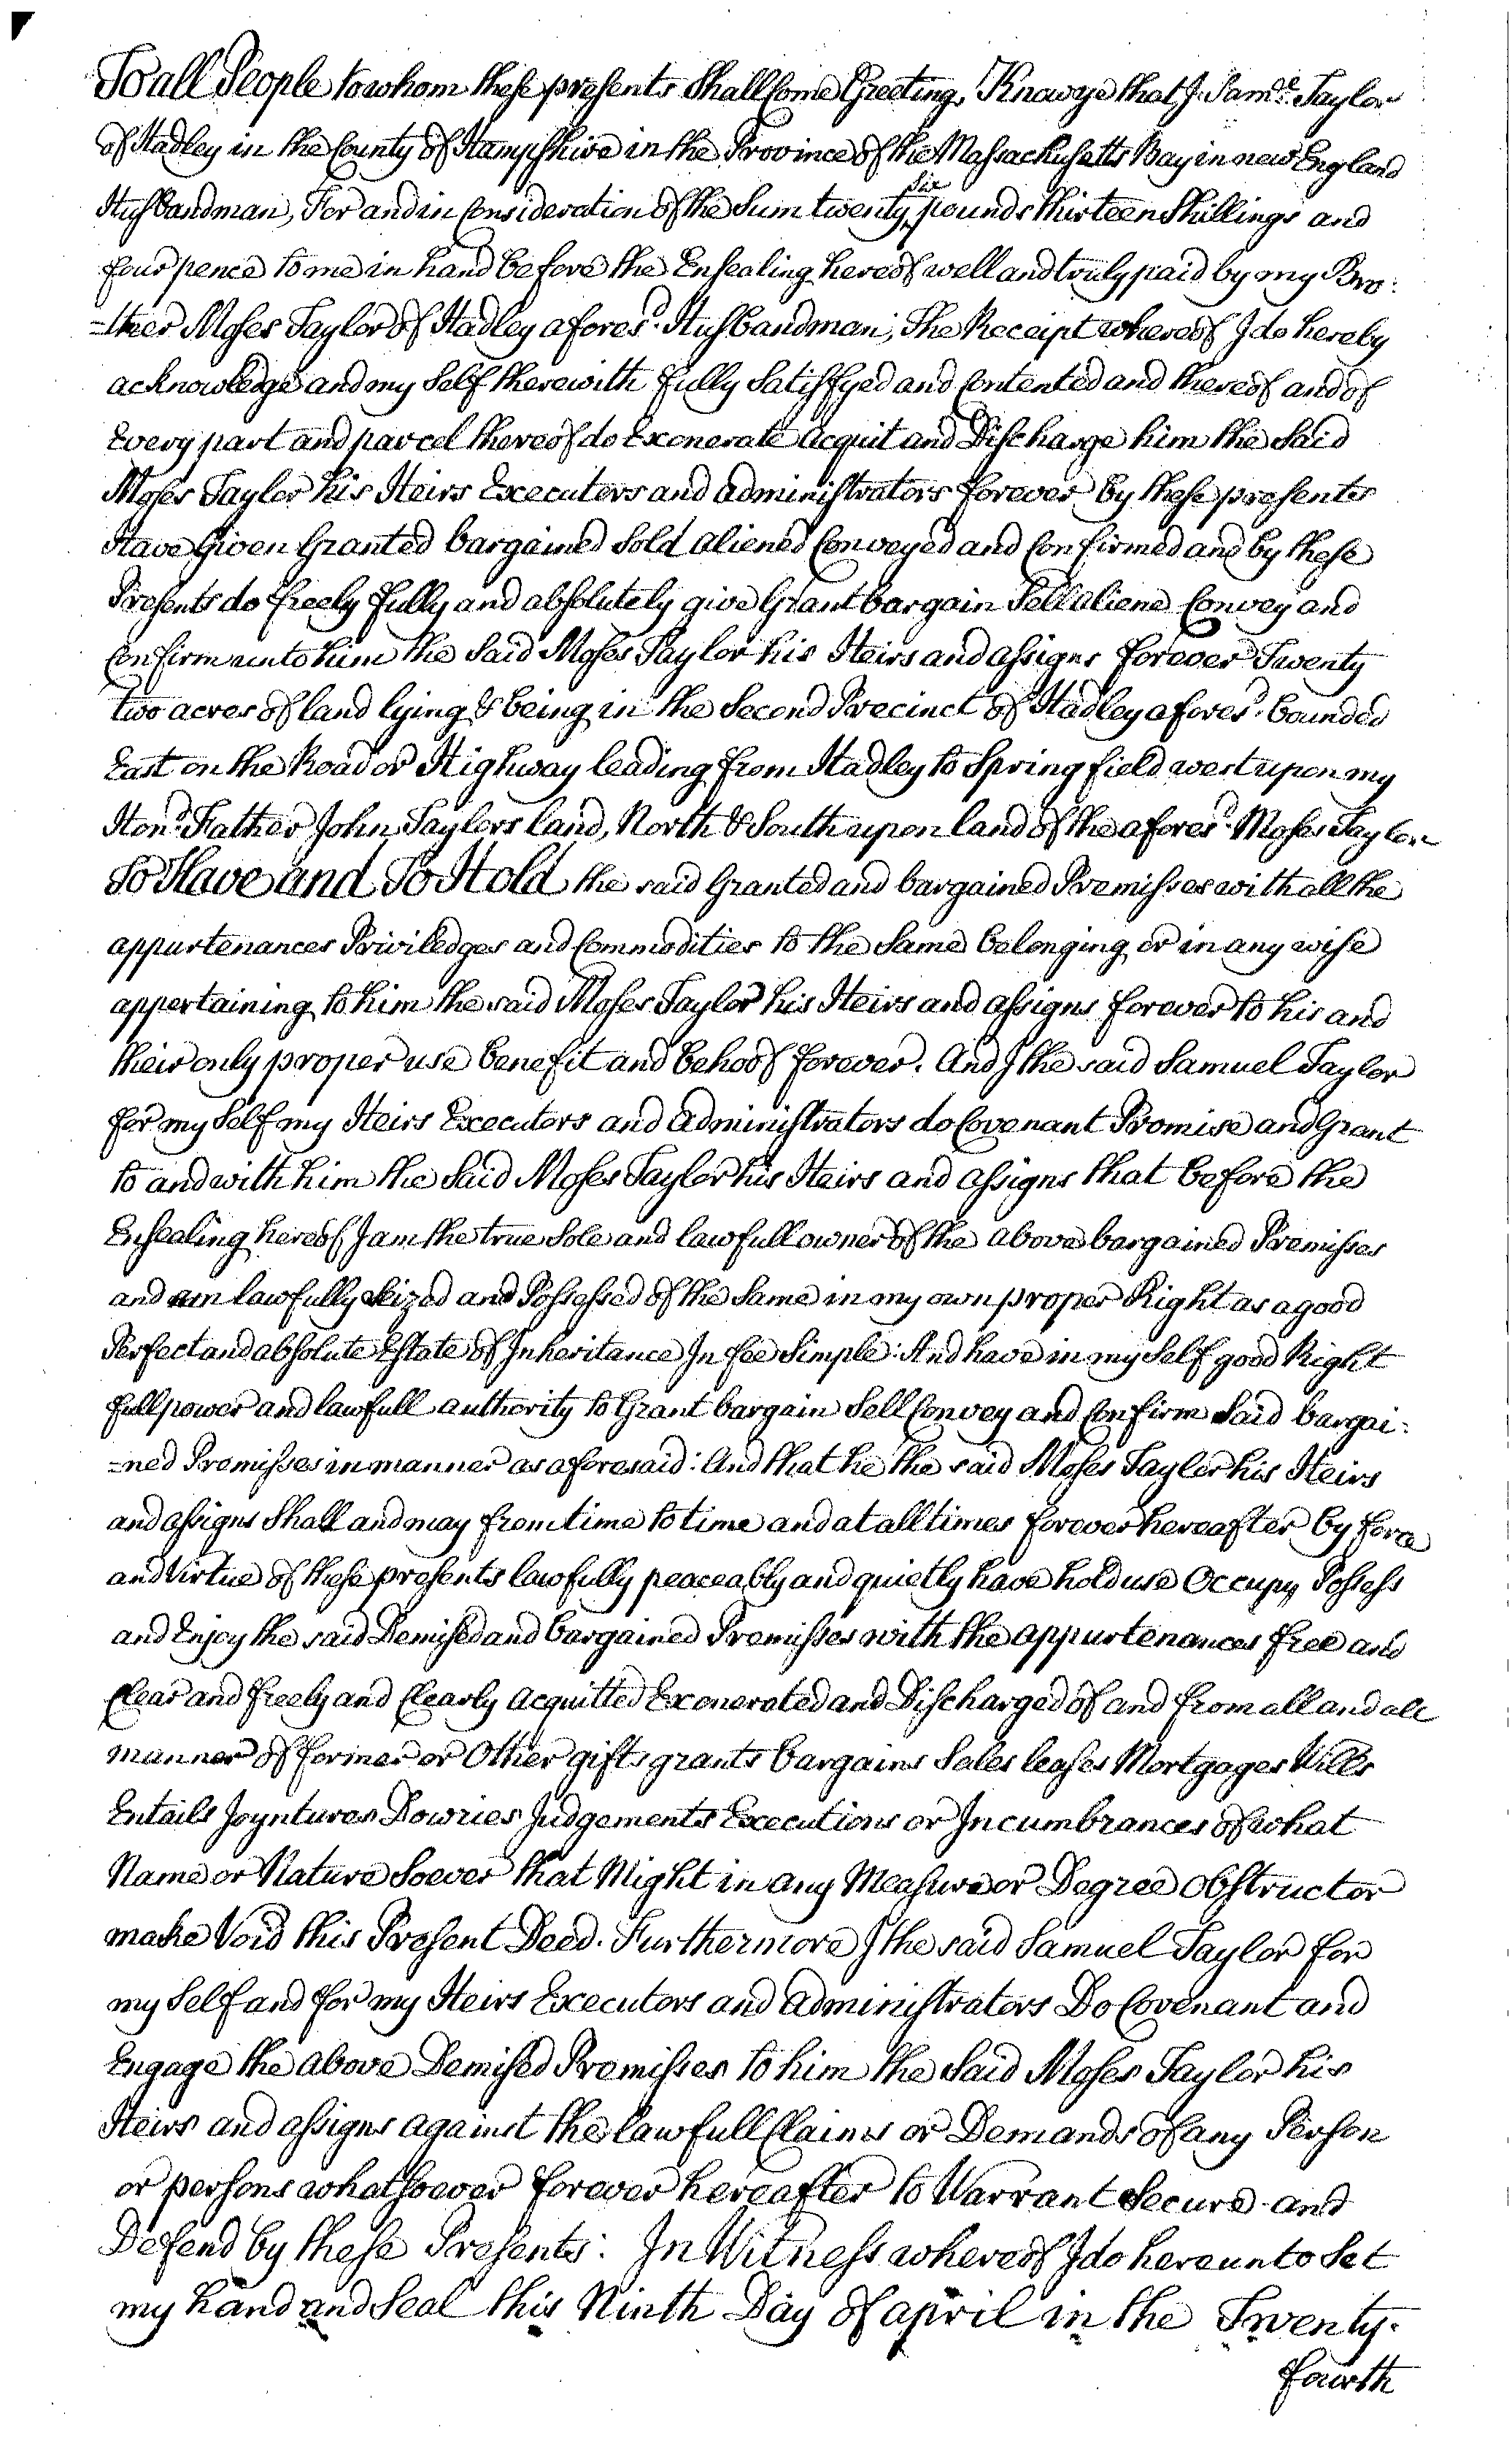 To all People to whom these presents Shall Come Greeting, Know ye that I Samll Taylor
of Hadley in the County of Hampshire in the Province of the Massachusetts Bay in new England
Husbandman, For and in Consideration of the Sum twenty six pounds thirteen Shillings and
four pence to me in hand before the Ensealing hereof well and truly paid by my Bro:
=ther Moses Taylor of Hadley aforesd. Husbandman, The Receipt whereof I do hereby
acknowledge and my Self therewith fully Satisfyed and Contented and thereof and of
Every part and parcel thereof do Exonerate acquit and Discharge him the Said
Moses Taylor his Heirs Executors and administrators forever by these presents
Have Given Granted bargained Sold aliened Conveyed and Confirmed and by these
Presents do freely fully and absolutely give Grant bargain Sell aliene Convey and
Confirm unto him the Said Moses Taylor his Heirs and assigns forever Twenty
two acres of land lying & being in the Second Precinct of Hadley aforesd. bounded
East on the Road or Highway leading from Hadley to Springfield west upon my
Hond. Father John Taylors land, North & South upon land of the aforesd. Moses Taylor
To Have and To Hold the said Granted and bargained Premisses with all the
appurtenances Priviledges and Commodities to the Same belonging or in any wise
appertaining to him the said Moses Taylor his Heirs and assigns forever to his and
their only proper use benefit and behoof forever. And I the said Samuel Taylor
for my Self my Heirs Executors and administrators do Covenant Promise and Grant
to and with him the Said Moses Taylor his Heirs and assigns that before the
Ensealing hereof I am the true Sole and lawfull owner of the above bargained Premisses
and am lawfully seized and Possessed of the Same in my own proper Right as a good
Perfect and absolute Estate of Inheritance In fee Simple: And have in my Self good Right
full power and lawfull authority to Grant bargain Sell Convey and Confirm Said bargai:
=ned Premisses in manner as aforesaid: And that he the said Moses Taylor his Heirs
and assigns Shall and may from time to time and at all times forever hereafter by force
and Virtue of these presents lawfully peaceably and quietly have hold use Occupy Possess
and Enjoy the said Demised and bargained Premisses with the appurtenances free and
Clear and freely and Clearly acquitted Exonerated and Discharged of and from all and all
manner of former or Other gifts grants bargains Sales leases Mortgages Wills
Entails Joyntures Dowries Judgements Executions or Incumbrances of what
Name or Nature Soever that Might in any Measure or Degree obstruct or
make Void this Present Deed. Furthermore I the said Samuel Taylor for
my Self and for my Heirs Executors and administrators Do Covenant and
Engage the above Demised Premisses to him the Said Moses Taylor his
Heirs and assigns against the lawfull Claims or Demands of any Person
or persons whatsoever forever hereafter to Warrant Secure and
Defend by these Presents: In Witness whereof I do hereunto Set
my hand and Seal this Ninth Day of april in the Twenty-
fourth